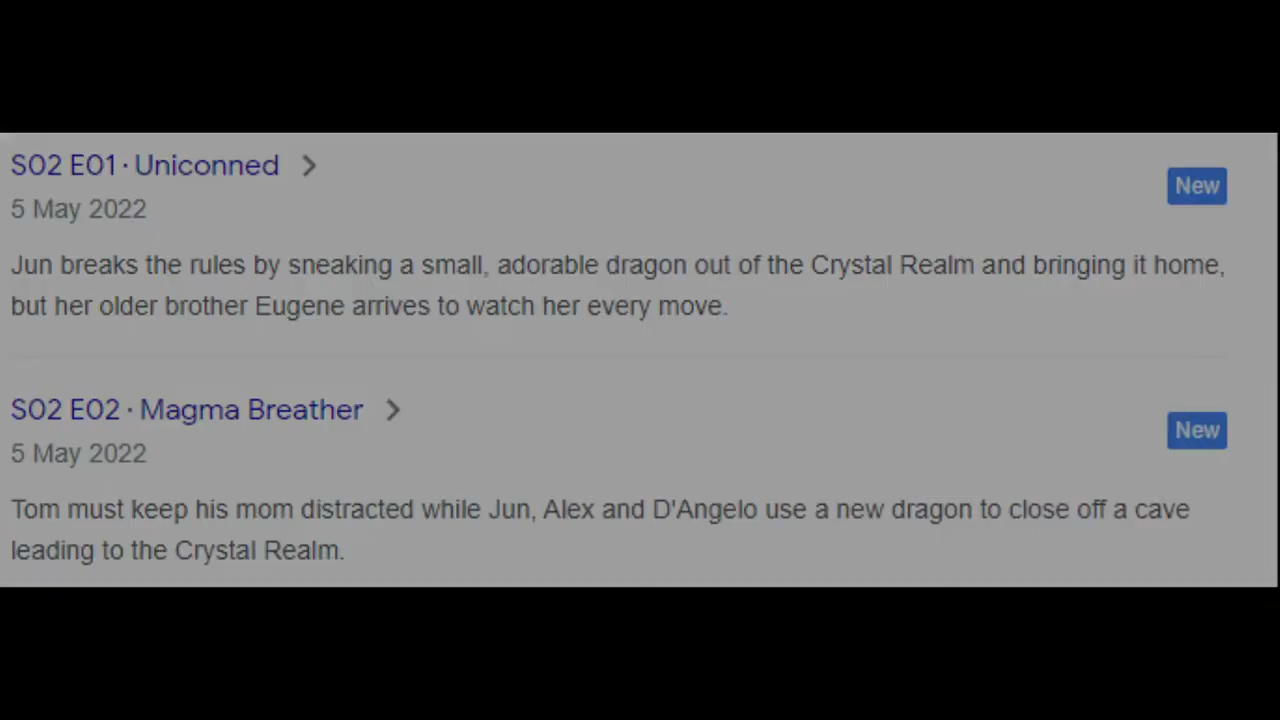 S02 E01 · Uniconned
New
5 May 2022
Jun breaks the rules by sneaking a small, adorable dragon out of the Crystal Realm and bringing it home,
but her older brother Eugene arrives to watch her every move.
S02 E02 · Magma Breather
New
5 May 2022
Tom must keep his mom distracted while Jun, Alex and D'Angelo use a new dragon to close off a cave
leading to the Crystal Realm.